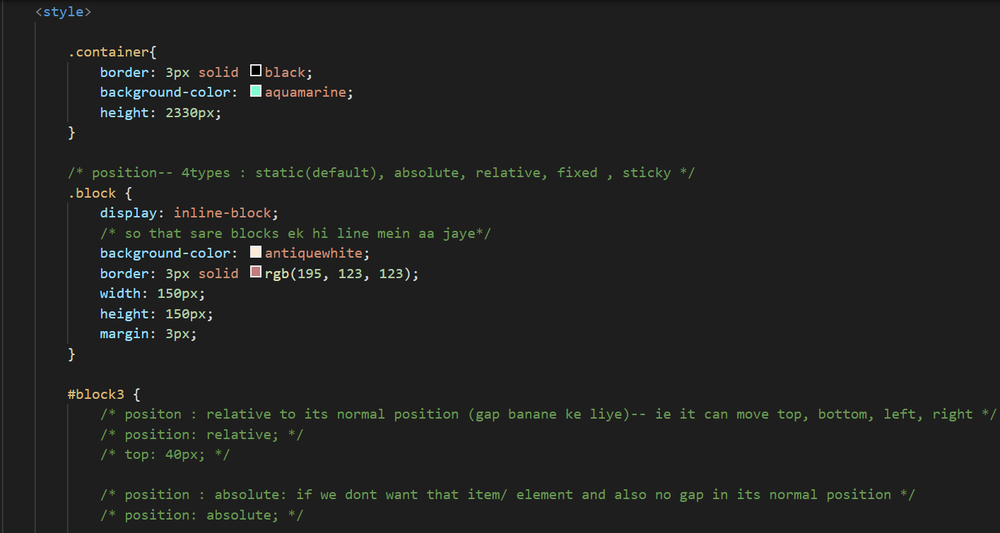 <style>
.container{
border: 3px solid black;
background-color: aquamarine;
height: 2330px;
}
/* position-- 4types : static(default), absolute, relative, fixed , sticky */
.block {
display: inline-block;
/* so that sare blocks ek hi line mein aa jaye*/
background-color: antiquewhite;
border: 3px solid rgb(195, 123, 123);
width: 150px;
height: 150px;
margin: 3px;
}
#block3 {
/* positon : relative to its normal position (gap banane ke liye)-- ie it can move top, bottom, left, right */
/* position: relative; */
/* top: 40px; */
/* position : absolute: if we dont want that item/ element and also no gap in its normal position */
/* position: absolute; */